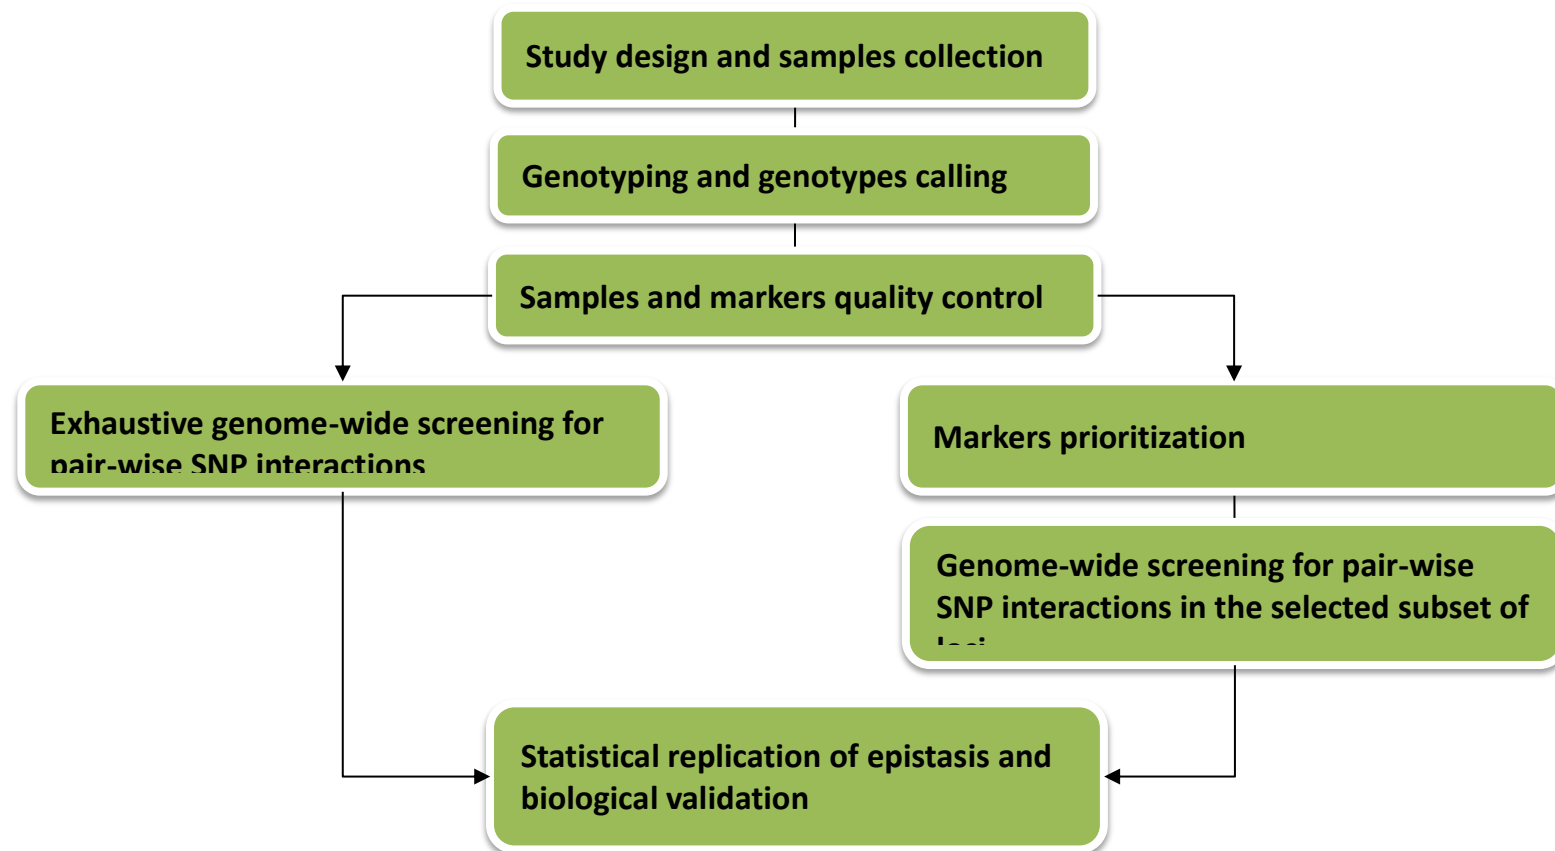 Study design and samples collection
Genotyping and genotypes calling
Samples and markers quality control
Exhaustive genome-wide screening for
pair-wise SNP interactions
Markers prioritization
Genome-wide screening for pair-wise
SNP interactions in the selected subset of
loci
Statistical replication of epistasis and
biological validation